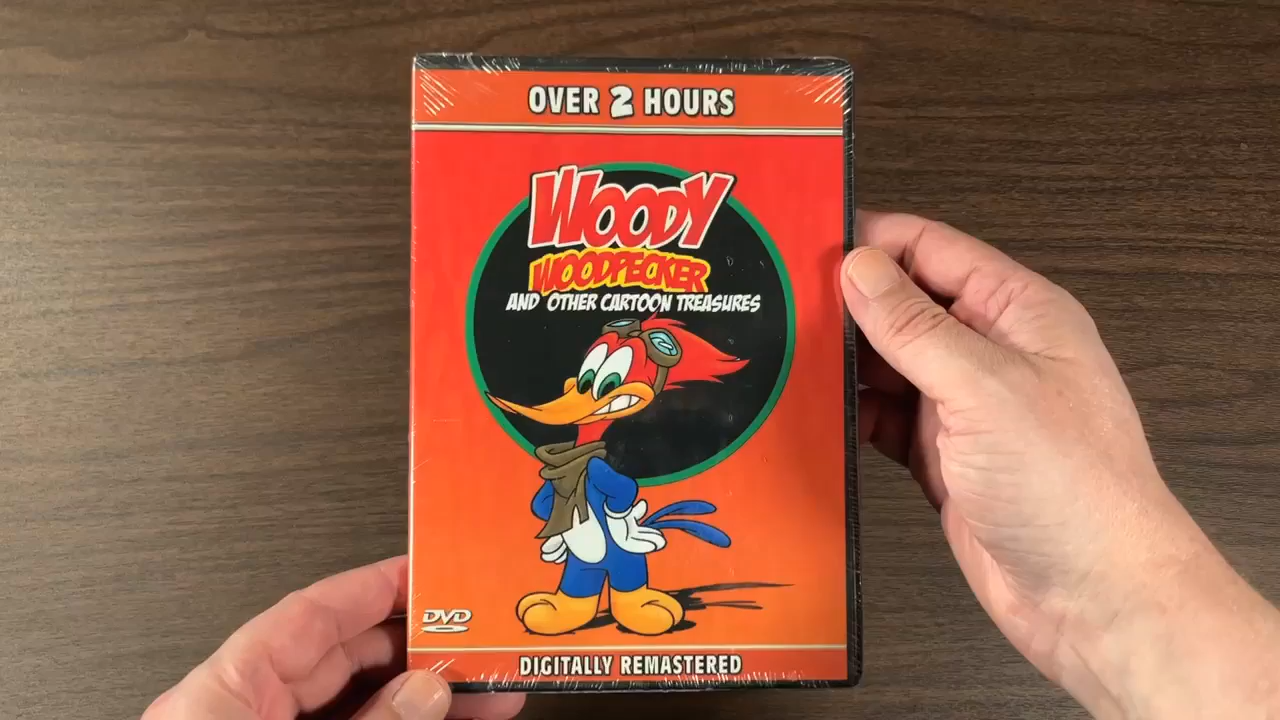 OVER 2 HOURS
WOODY
WOODPECKER
AND OTHER CARTOON TREASURES
DVD
DIGITALLY REMASTERED